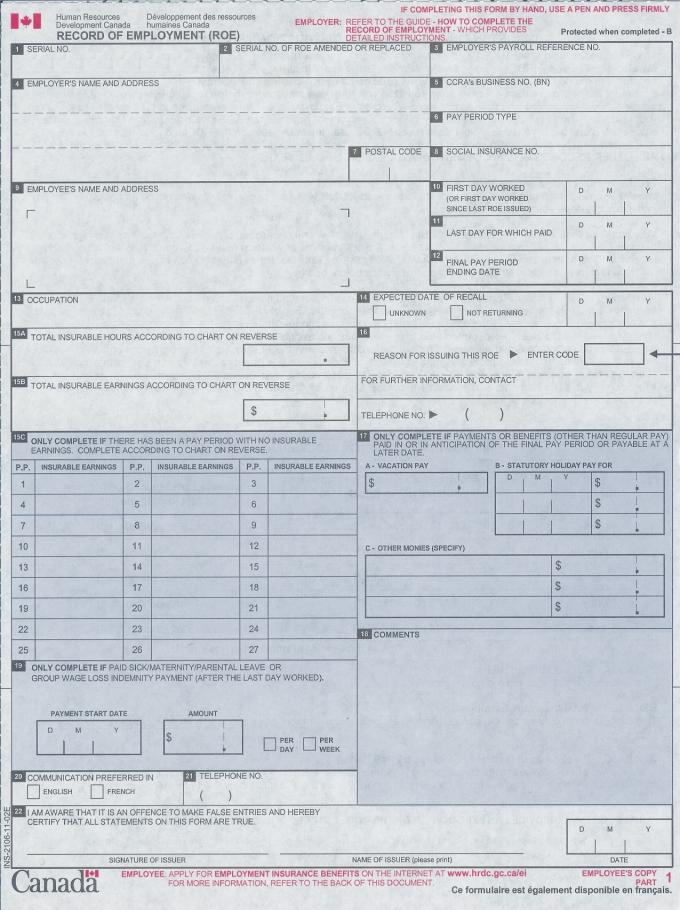 IF COMPLETING THIS FORM BY HAND, USE A PEN AND PRESS FIRMLY
Human Resources Development Canada
Développement des ressources humaines Canada
RECORD OF EMPLOYMENT (ROE)
EMPLOYER: REFER TO THE GUIDE - HOW TO COMPLETE THE
RECORD OF EMPLOYMENT - WHICH PROVIDES
DETAILED INSTRUCTIONS.
Protected when completed - B
1 SERIAL NO.
2 SERIAL NO. OF ROE AMENDED OR REPLACED
3 EMPLOYER'S PAYROLL REFERENCE NO.
4 EMPLOYER'S NAME AND ADDRESS
5 CCRA's BUSINESS NO. (BN)
6 PAY PERIOD TYPE
7 POSTAL CODE
8 SOCIAL INSURANCE NO.
9 EMPLOYEE'S NAME AND ADDRESS
10 FIRST DAY WORKED
(OR FIRST DAY WORKED
SINCE LAST ROE ISSUED)
D M Y
11 LAST DAY FOR WHICH PAID
D M Y
12 FINAL PAY PERIOD
ENDING DATE
D M Y
13 OCCUPATION
14 EXPECTED DATE OF RECALL
UNKNOWN NOT RETURNING
D M Y
15A TOTAL INSURABLE HOURS ACCORDING TO CHART ON REVERSE
16
REASON FOR ISSUING THIS ROE ▶ ENTER CODE
15B TOTAL INSURABLE EARNINGS ACCORDING TO CHART ON REVERSE
$ .
FOR FURTHER INFORMATION, CONTACT
TELEPHONE NO. ▶ ( )
15C ONLY COMPLETE IF THERE HAS BEEN A PAY PERIOD WITH NO INSURABLE
EARNINGS. COMPLETE ACCORDING TO CHART ON REVERSE.
P.P. INSURABLE EARNINGS P.P. INSURABLE EARNINGS P.P. INSURABLE EARNINGS
1 2 3
4 5 6
7 8 9
10 11 12
13 14 15
16 17 18
19 20 21
22 23 24
25 26 27
17 ONLY COMPLETE IF PAYMENTS OR BENEFITS (OTHER THAN REGULAR PAY)
PAID IN OR IN ANTICIPATION OF THE FINAL PAY PERIOD OR PAYABLE AT A
LATER DATE.
A - VACATION PAY
$ .
B - STATUTORY HOLIDAY PAY FOR
D M Y $ .
$ .
$ .
C - OTHER MONIES (SPECIFY)
$ .
$ .
$ .
18 COMMENTS
19 ONLY COMPLETE IF PAID SICK/MATERNITY/PARENTAL LEAVE OR
GROUP WAGE LOSS INDEMNITY PAYMENT (AFTER THE LAST DAY WORKED).
PAYMENT START DATE
D M Y
AMOUNT
$ .
PER DAY
PER WEEK
20 COMMUNICATION PREFERRED IN
ENGLISH FRENCH
21 TELEPHONE NO.
( )
22 I AM AWARE THAT IT IS AN OFFENCE TO MAKE FALSE ENTRIES AND HEREBY
CERTIFY THAT ALL STATEMENTS ON THIS FORM ARE TRUE.
D M Y
SIGNATURE OF ISSUER
NAME OF ISSUER (please print)
DATE
INS-2106-11-02E
Canada
EMPLOYEE: APPLY FOR EMPLOYMENT INSURANCE BENEFITS ON THE INTERNET AT www.hrdc.gc.ca/ei
FOR MORE INFORMATION, REFER TO THE BACK OF THIS DOCUMENT.
EMPLOYEE'S COPY
PART 1
Ce formulaire est également disponible en français.